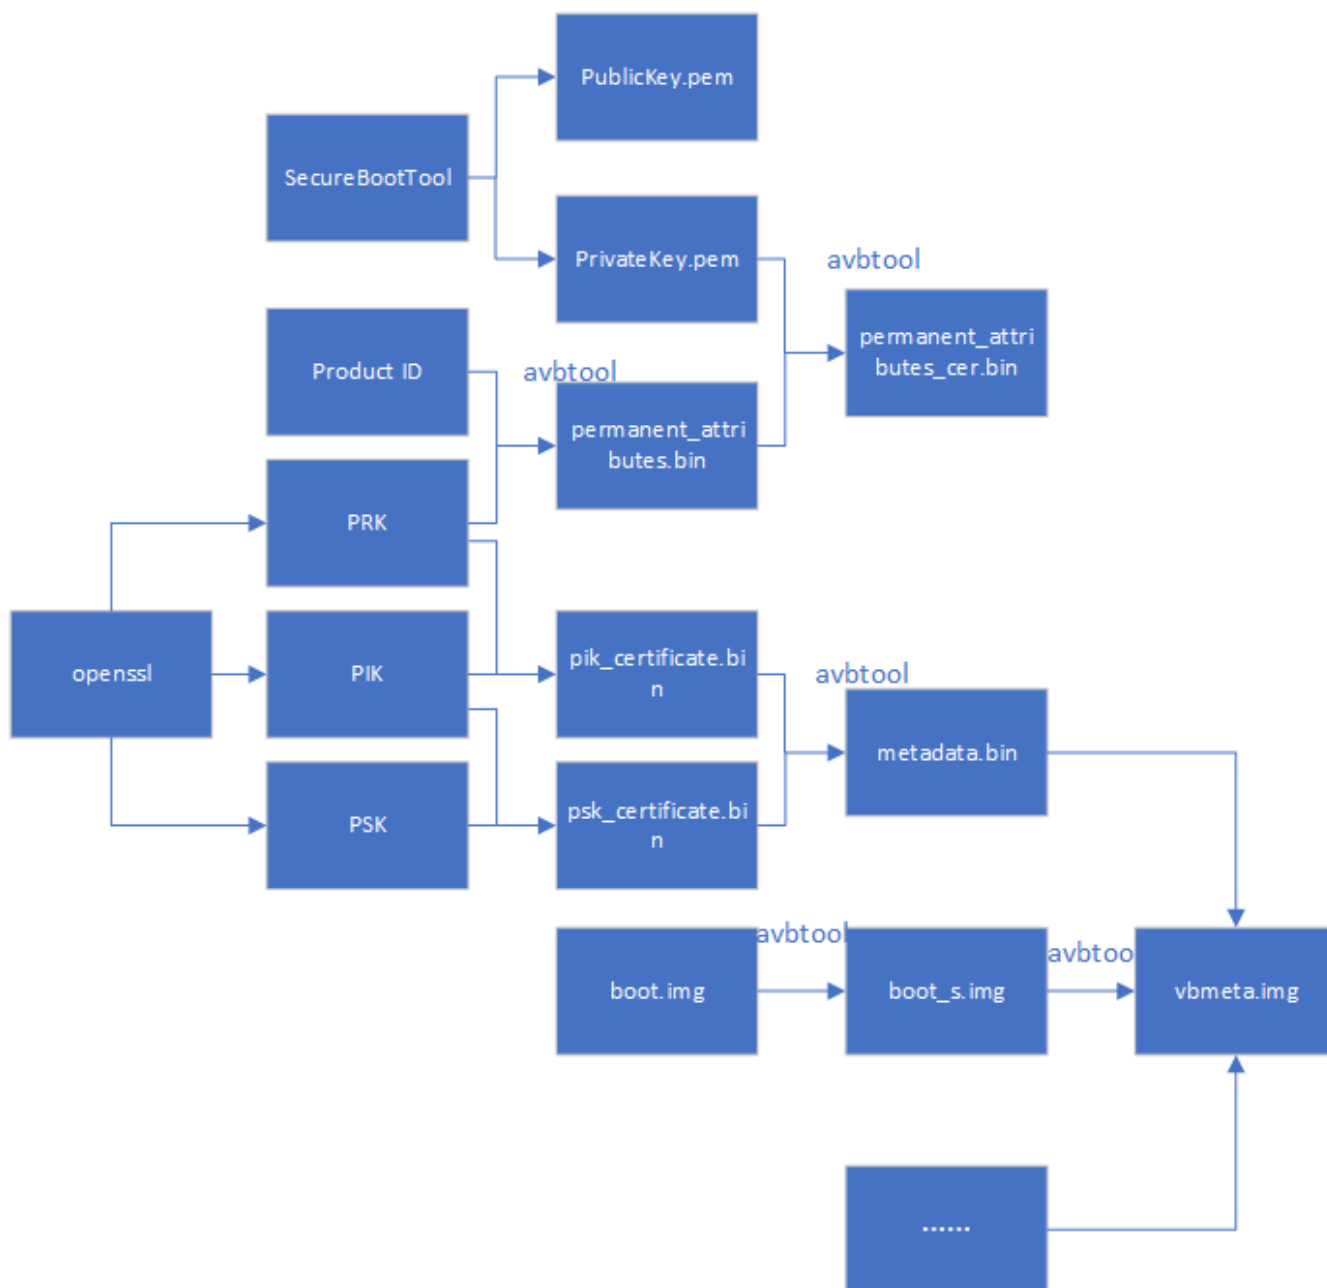 PublicKey.pem
SecureBootTool
PrivateKey.pem
avbtool
permanent_attri
butes_cer.bin
Product ID
avbtool
permanent_attri
butes.bin
PRK
openssl
PIK
pik_certificate.bi
n
avbtool
metadata.bin
PSK
psk_certificate.bi
n
boot.img
avbtool
boot_s.img
avbtoo
vbmeta.img
......